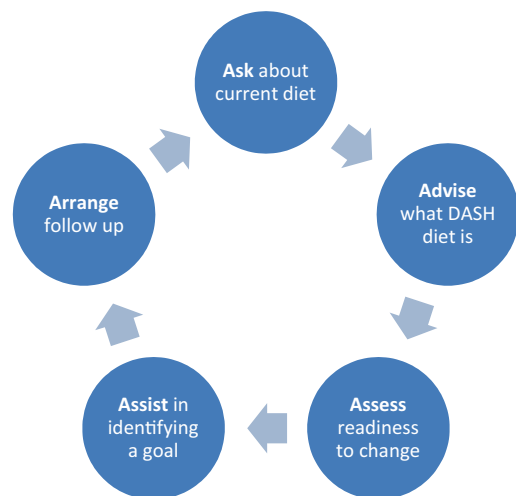 Ask about
current diet
Advise
what DASH
diet is
Assess
readiness
to change
Assist in
identifying
a goal
Arrange
follow up